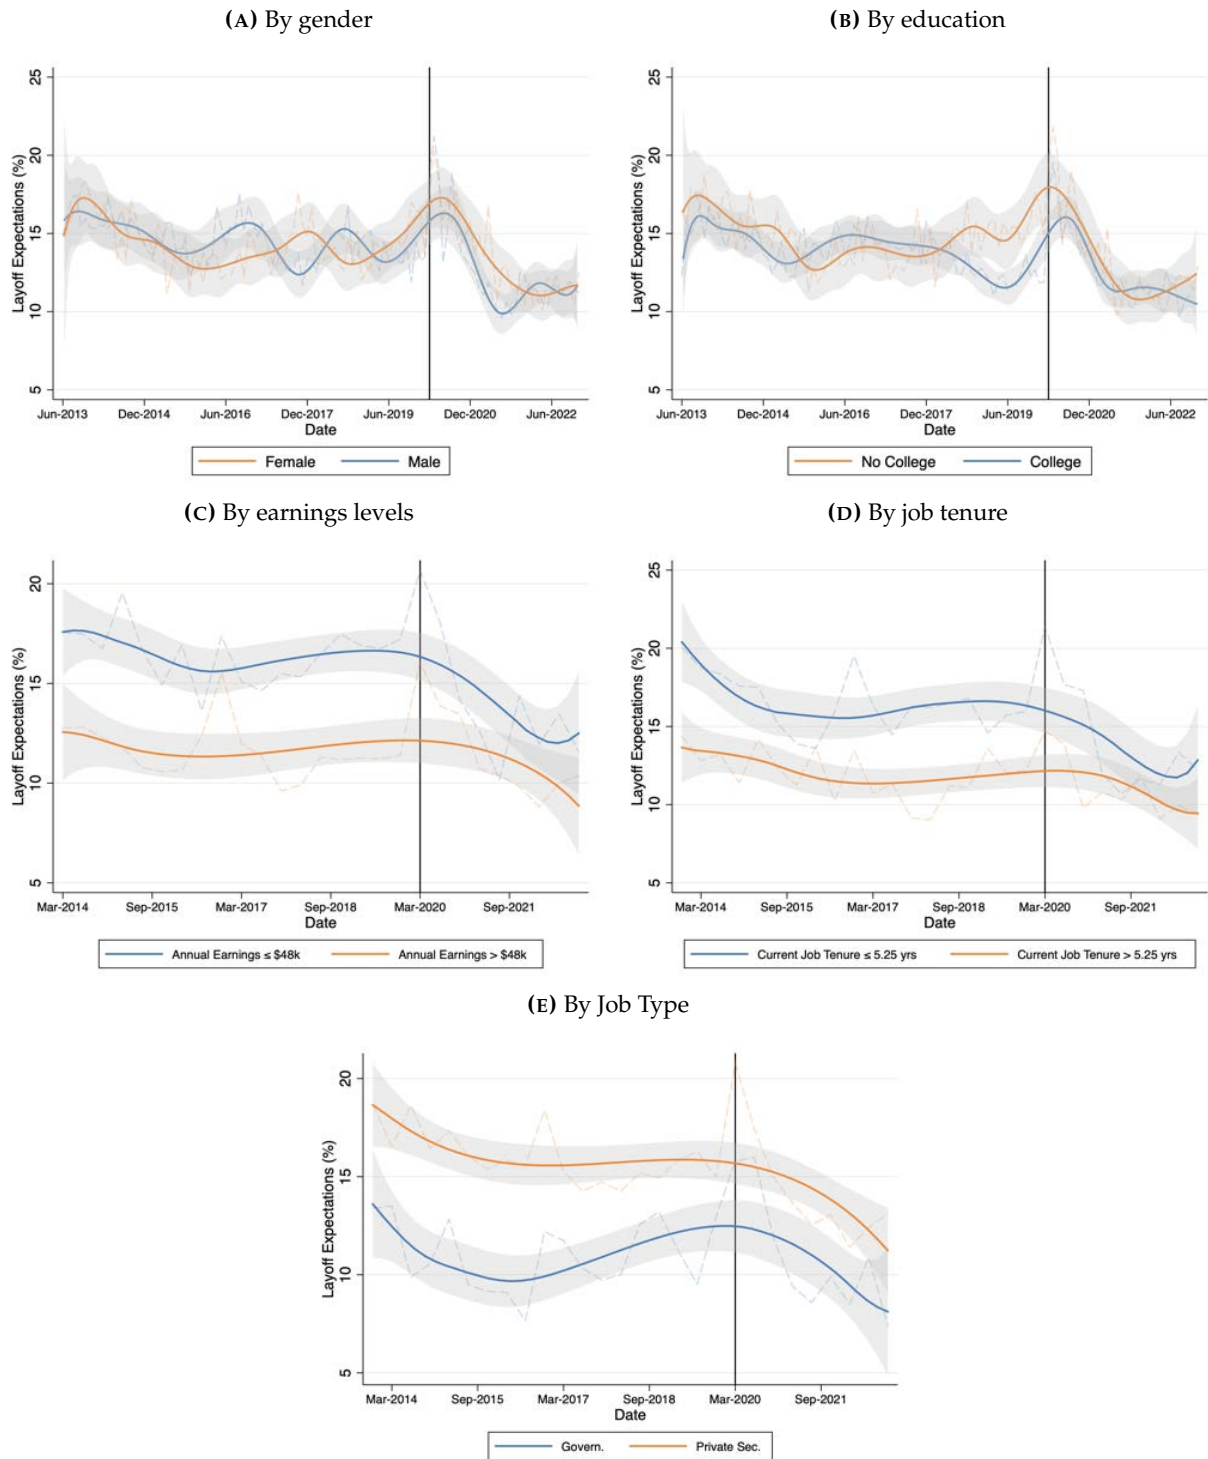 (A) By gender
(B) By education
25
20
15
10
5
Layoff Expectations (%)
Jun-2013 Dec-2014 Jun-2016 Dec-2017 Jun-2019 Dec-2020 Jun-2022
Date
Female Male
25
20
15
10
5
Layoff Expectations (%)
Jun-2013 Dec-2014 Jun-2016 Dec-2017 Jun-2019 Dec-2020 Jun-2022
Date
No College College
(C) By earnings levels
(D) By job tenure
20
15
10
5
Layoff Expectations (%)
Mar-2014 Sep-2015 Mar-2017 Sep-2018 Mar-2020 Sep-2021
Date
Annual Earnings ≤ $48k Annual Earnings > $48k
25
20
15
10
5
Layoff Expectations (%)
Mar-2014 Sep-2015 Mar-2017 Sep-2018 Mar-2020 Sep-2021
Date
Current Job Tenure ≤ 5.25 yrs Current Job Tenure > 5.25 yrs
(E) By Job Type
20
15
10
5
Layoff Expectations (%)
Mar-2014 Sep-2015 Mar-2017 Sep-2018 Mar-2020 Sep-2021
Date
Govern. Private Sec.